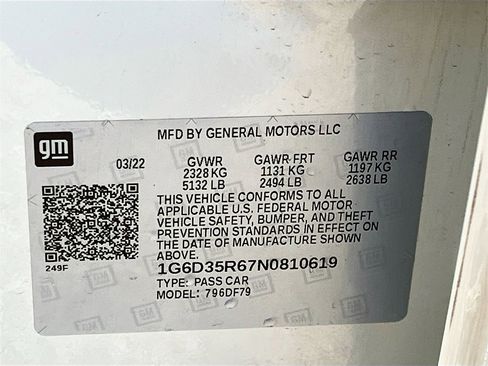 MFD BY GENERAL MOTORS LLC
gm
03/22 GVWR GAWR FRT GAWR RR
2328 KG 1131 KG 1197 KG
5132 LB 2494 LB 2638 LB
THIS VEHICLE CONFORMS TO ALL
APPLICABLE U.S. FEDERAL MOTOR
VEHICLE SAFETY, BUMPER, AND THEFT
PREVENTION STANDARDS IN EFFECT ON
THE DATE OF MANUFACTURE SHOWN
ABOVE.
249F
1G6D35R67N0810619
TYPE: PASS CAR
MODEL: 796DF79